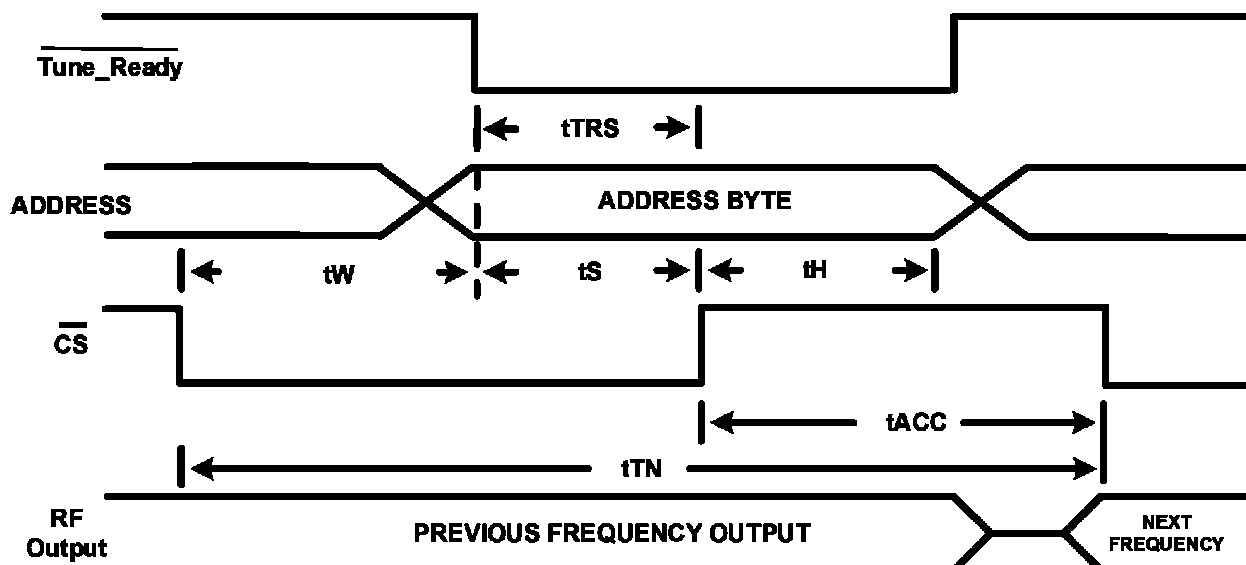 Tune_Ready
tTRS
ADDRESS
ADDRESS BYTE
tW
tS
tH
CS
tACC
tTN
RF
Output
PREVIOUS FREQUENCY OUTPUT
NEXT
FREQUENCY